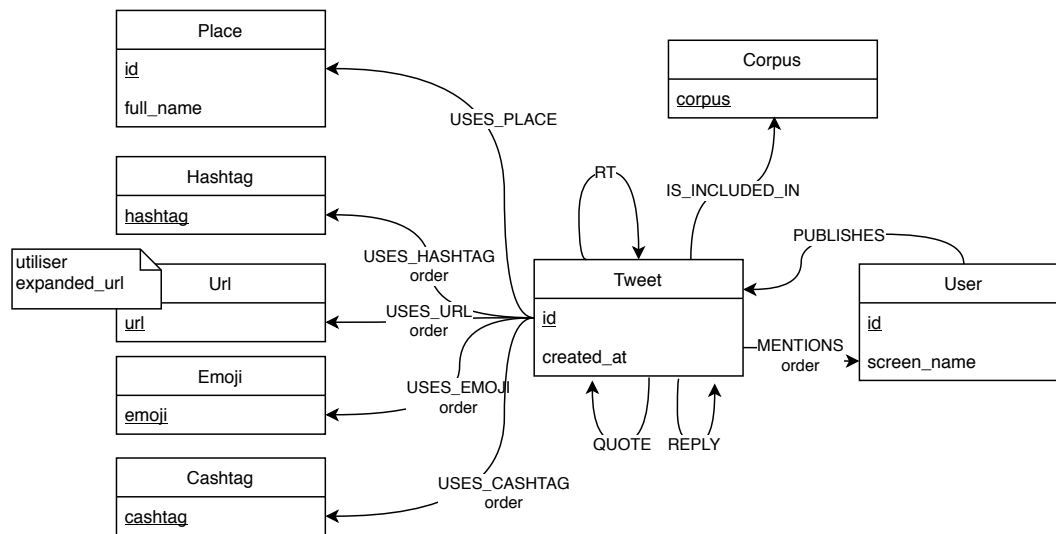 Place
id
full_name
USES_PLACE
Corpus
corpus
RT
IS_INCLUDED_IN
Hashtag
hashtag
USES_HASHTAG
order
PUBLISHES
utiliser
expanded_url
Url
url
USES_URL
order
Tweet
id
created_at
User
id
screen_name
MENTIONS
order
Emoji
emoji
USES_EMOJI
order
QUOTE
REPLY
Cashtag
cashtag
USES_CASHTAG
order